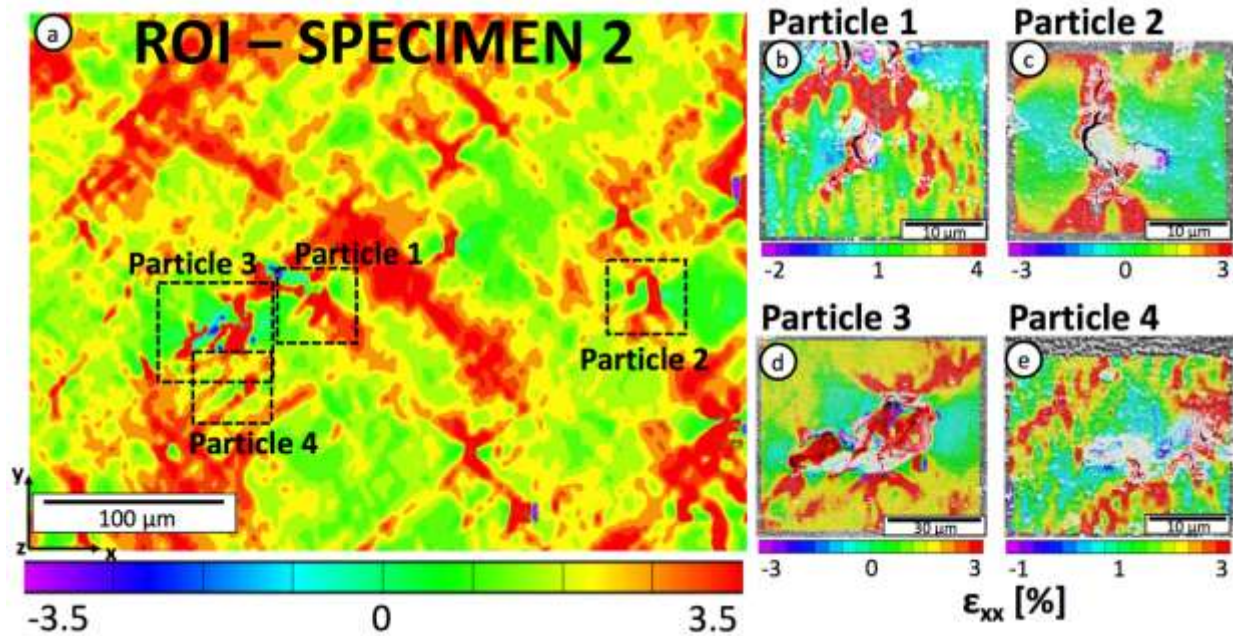 a
ROI – SPECIMEN 2
Particle 3
Particle 1
Particle 2
Particle 4
y
z
x
100 µm
-3.5
0
3.5
Particle 1
b
10 µm
-2
1
4
Particle 2
c
10 µm
-3
0
3
Particle 3
d
30 µm
-3
0
3
Particle 4
e
10 µm
-1
1
3
εxx [%]